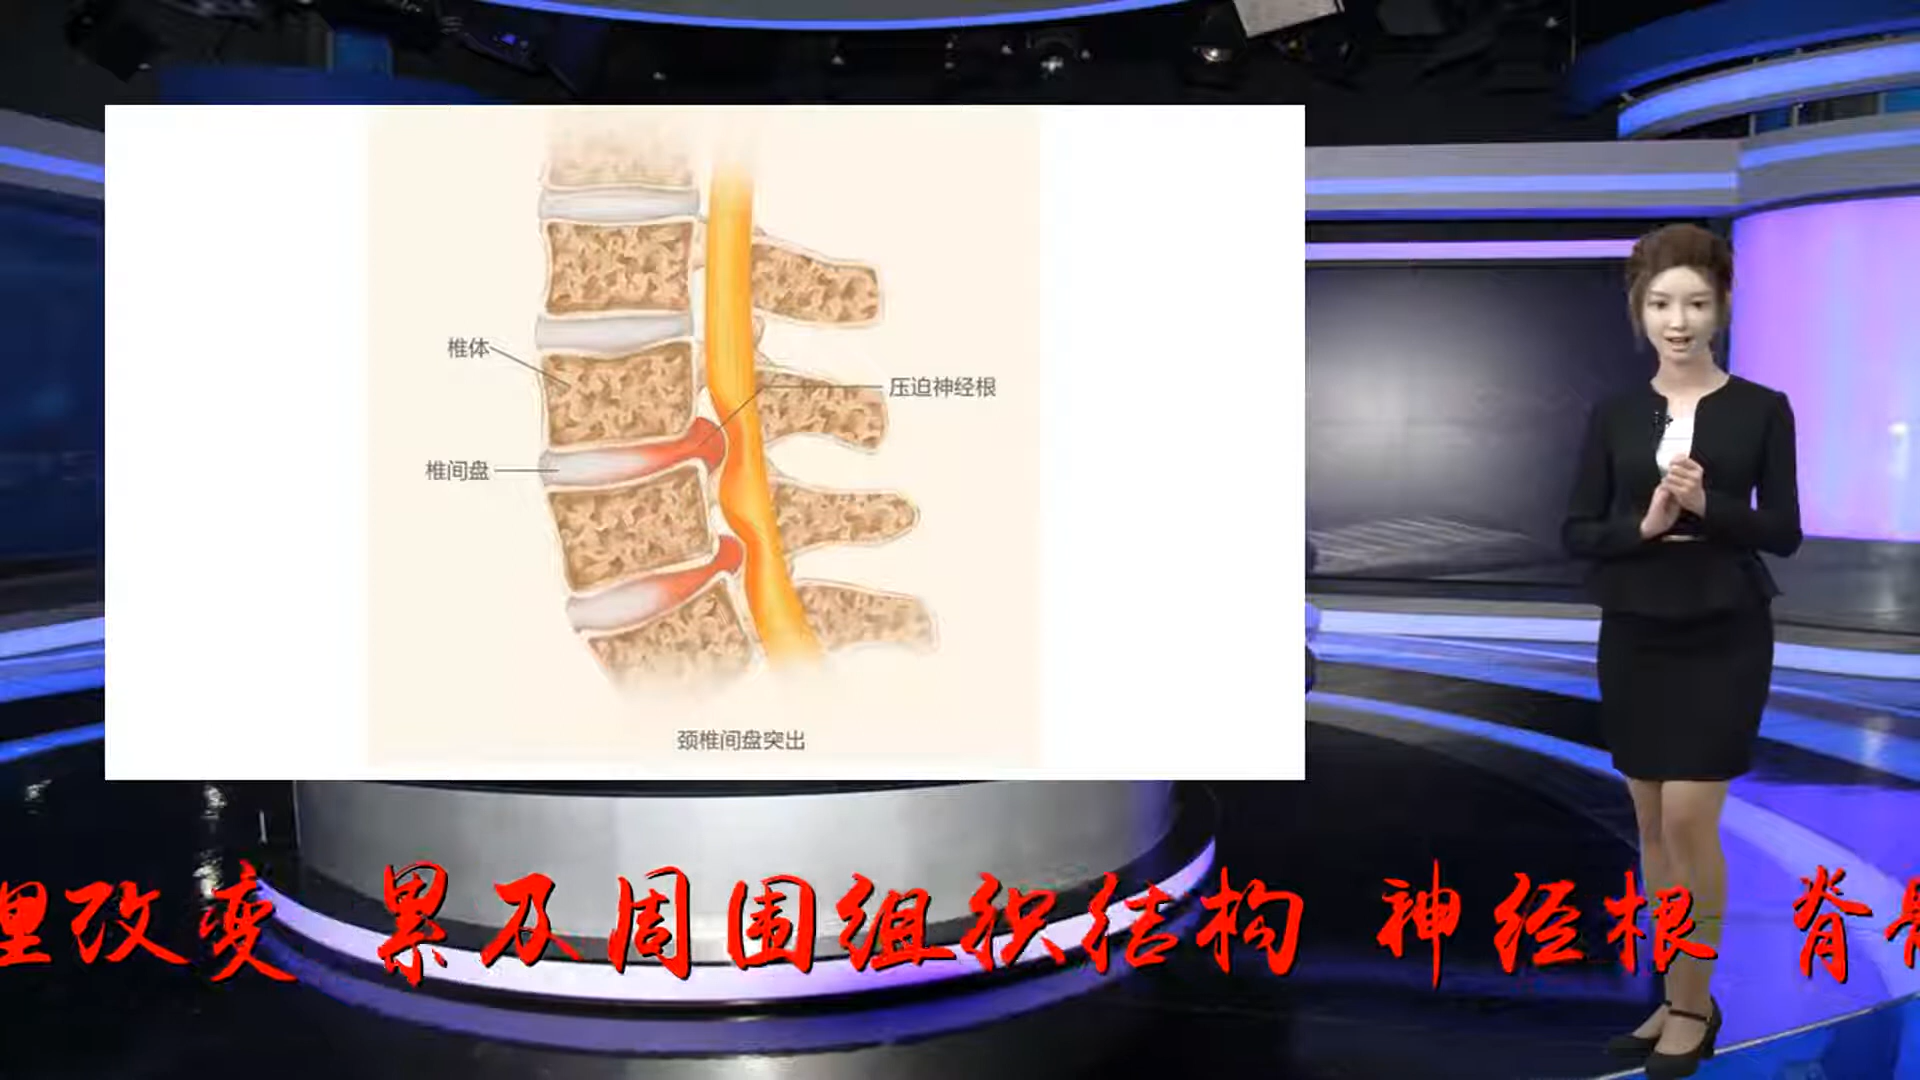 椎体
压迫神经根
椎间盘
颈椎间盘突出
理改变 累及周围组织结构 神经根 脊